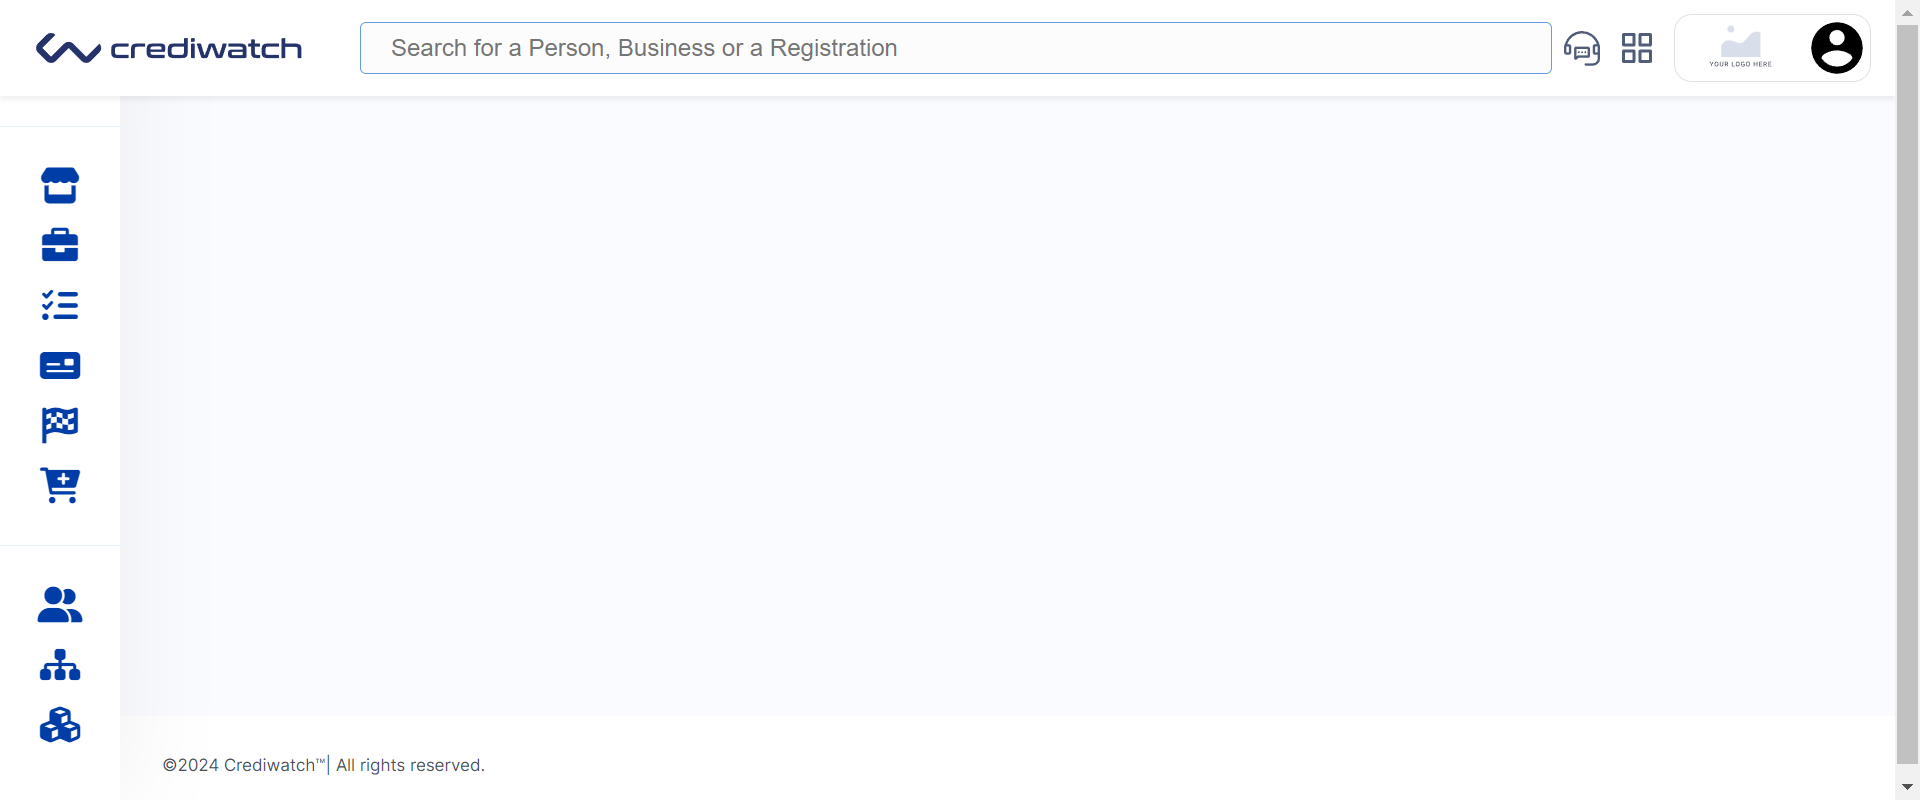 crediwatch
Search for a Person, Business or a Registration
YOUR LOGO HERE
©2024 Crediwatch™| All rights reserved.